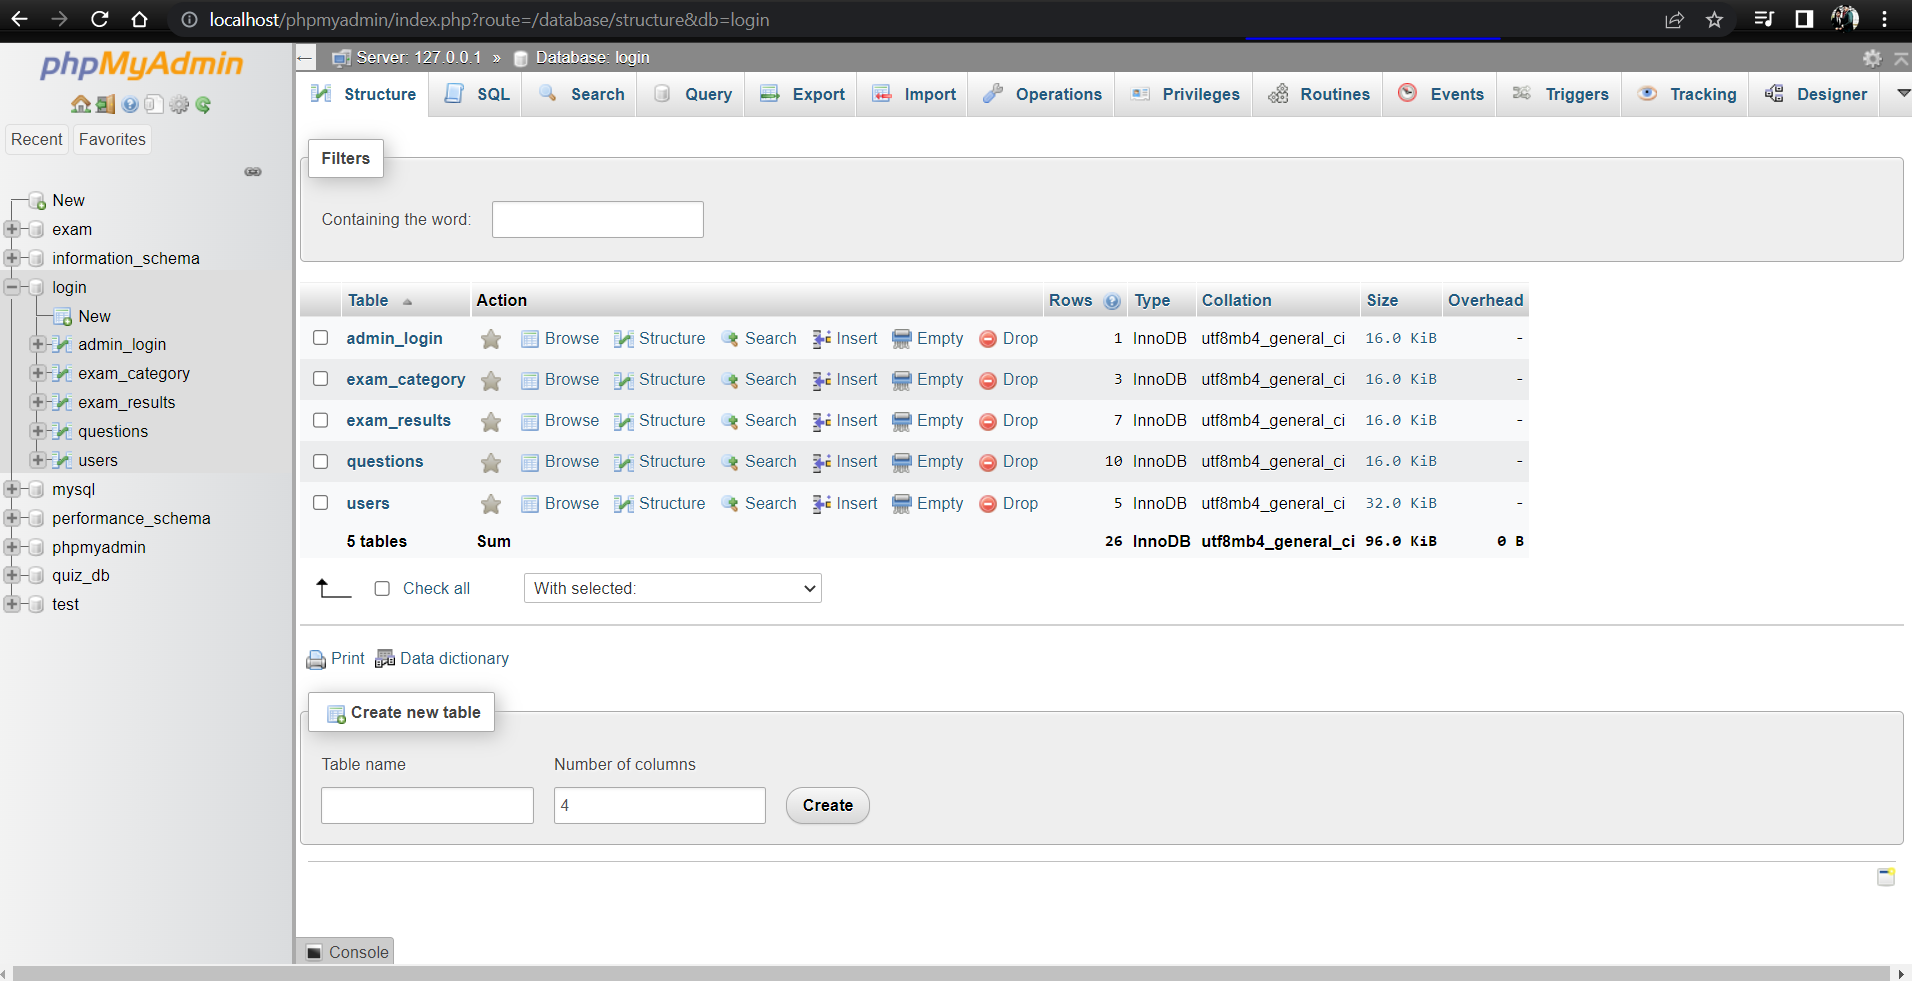 localhost/phpmyadmin/index.php?route=/database/structure&db=login
phpMyAdmin
Recent Favorites
New
exam
information_schema
login
New
admin_login
exam_category
exam_results
questions
users
mysql
performance_schema
phpmyadmin
quiz_db
test
Server: 127.0.0.1 » Database: login
Structure SQL Search Query Export Import Operations Privileges Routines Events Triggers Tracking Designer
Filters
Containing the word:
Table Action Rows Type Collation Size Overhead
admin_login Browse Structure Search Insert Empty Drop 1 InnoDB utf8mb4_general_ci 16.0 KiB -
exam_category Browse Structure Search Insert Empty Drop 3 InnoDB utf8mb4_general_ci 16.0 KiB -
exam_results Browse Structure Search Insert Empty Drop 7 InnoDB utf8mb4_general_ci 16.0 KiB -
questions Browse Structure Search Insert Empty Drop 10 InnoDB utf8mb4_general_ci 16.0 KiB -
users Browse Structure Search Insert Empty Drop 5 InnoDB utf8mb4_general_ci 32.0 KiB -
5 tables Sum 26 InnoDB utf8mb4_general_ci 96.0 KiB 0 B
Check all With selected:
Print Data dictionary
Create new table
Table name Number of columns
4 Create
Console